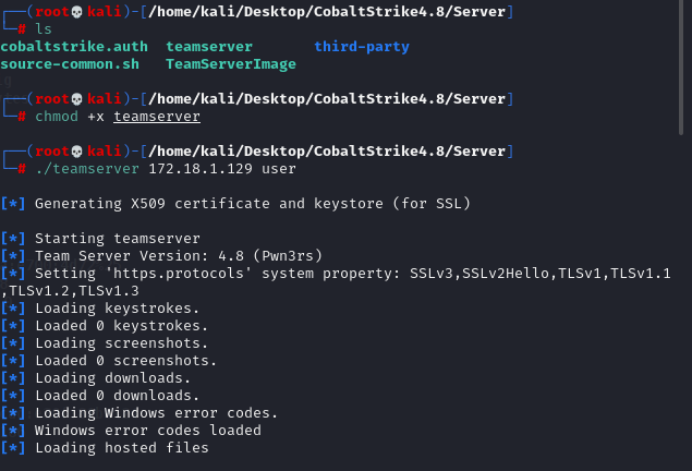 (root💀kali)-[/home/kali/Desktop/CobaltStrike4.8/Server]
# ls
cobaltstrike.auth teamserver third-party
source-common.sh TeamServerImage
(root💀kali)-[/home/kali/Desktop/CobaltStrike4.8/Server]
# chmod +x teamserver
(root💀kali)-[/home/kali/Desktop/CobaltStrike4.8/Server]
# ./teamserver 172.18.1.129 user
[*] Generating X509 certificate and keystore (for SSL)
[*] Starting teamserver
[*] Team Server Version: 4.8 (Pwn3rs)
[*] Setting 'https.protocols' system property: SSLv3,SSLv2Hello,TLSv1,TLSv1.1
,TLSv1.2,TLSv1.3
[*] Loading keystrokes.
[*] Loaded 0 keystrokes.
[*] Loading screenshots.
[*] Loaded 0 screenshots.
[*] Loading downloads.
[*] Loaded 0 downloads.
[*] Loading Windows error codes.
[*] Windows error codes loaded
[*] Loading hosted files